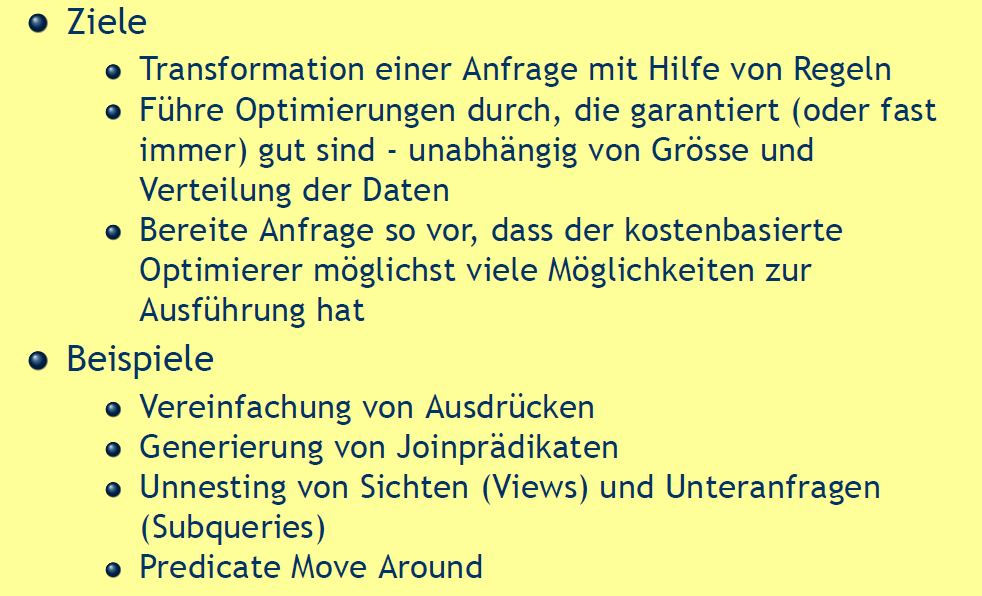 Ziele
Transformation einer Anfrage mit Hilfe von Regeln
Führe Optimierungen durch, die garantiert (oder fast
immer) gut sind - unabhängig von Grösse und
Verteilung der Daten
Bereite Anfrage so vor, dass der kostenbasierte
Optimierer möglichst viele Möglichkeiten zur
Ausführung hat
Beispiele
Vereinfachung von Ausdrücken
Generierung von Joinprädikaten
Unnesting von Sichten (Views) und Unteranfragen
(Subqueries)
Predicate Move Around